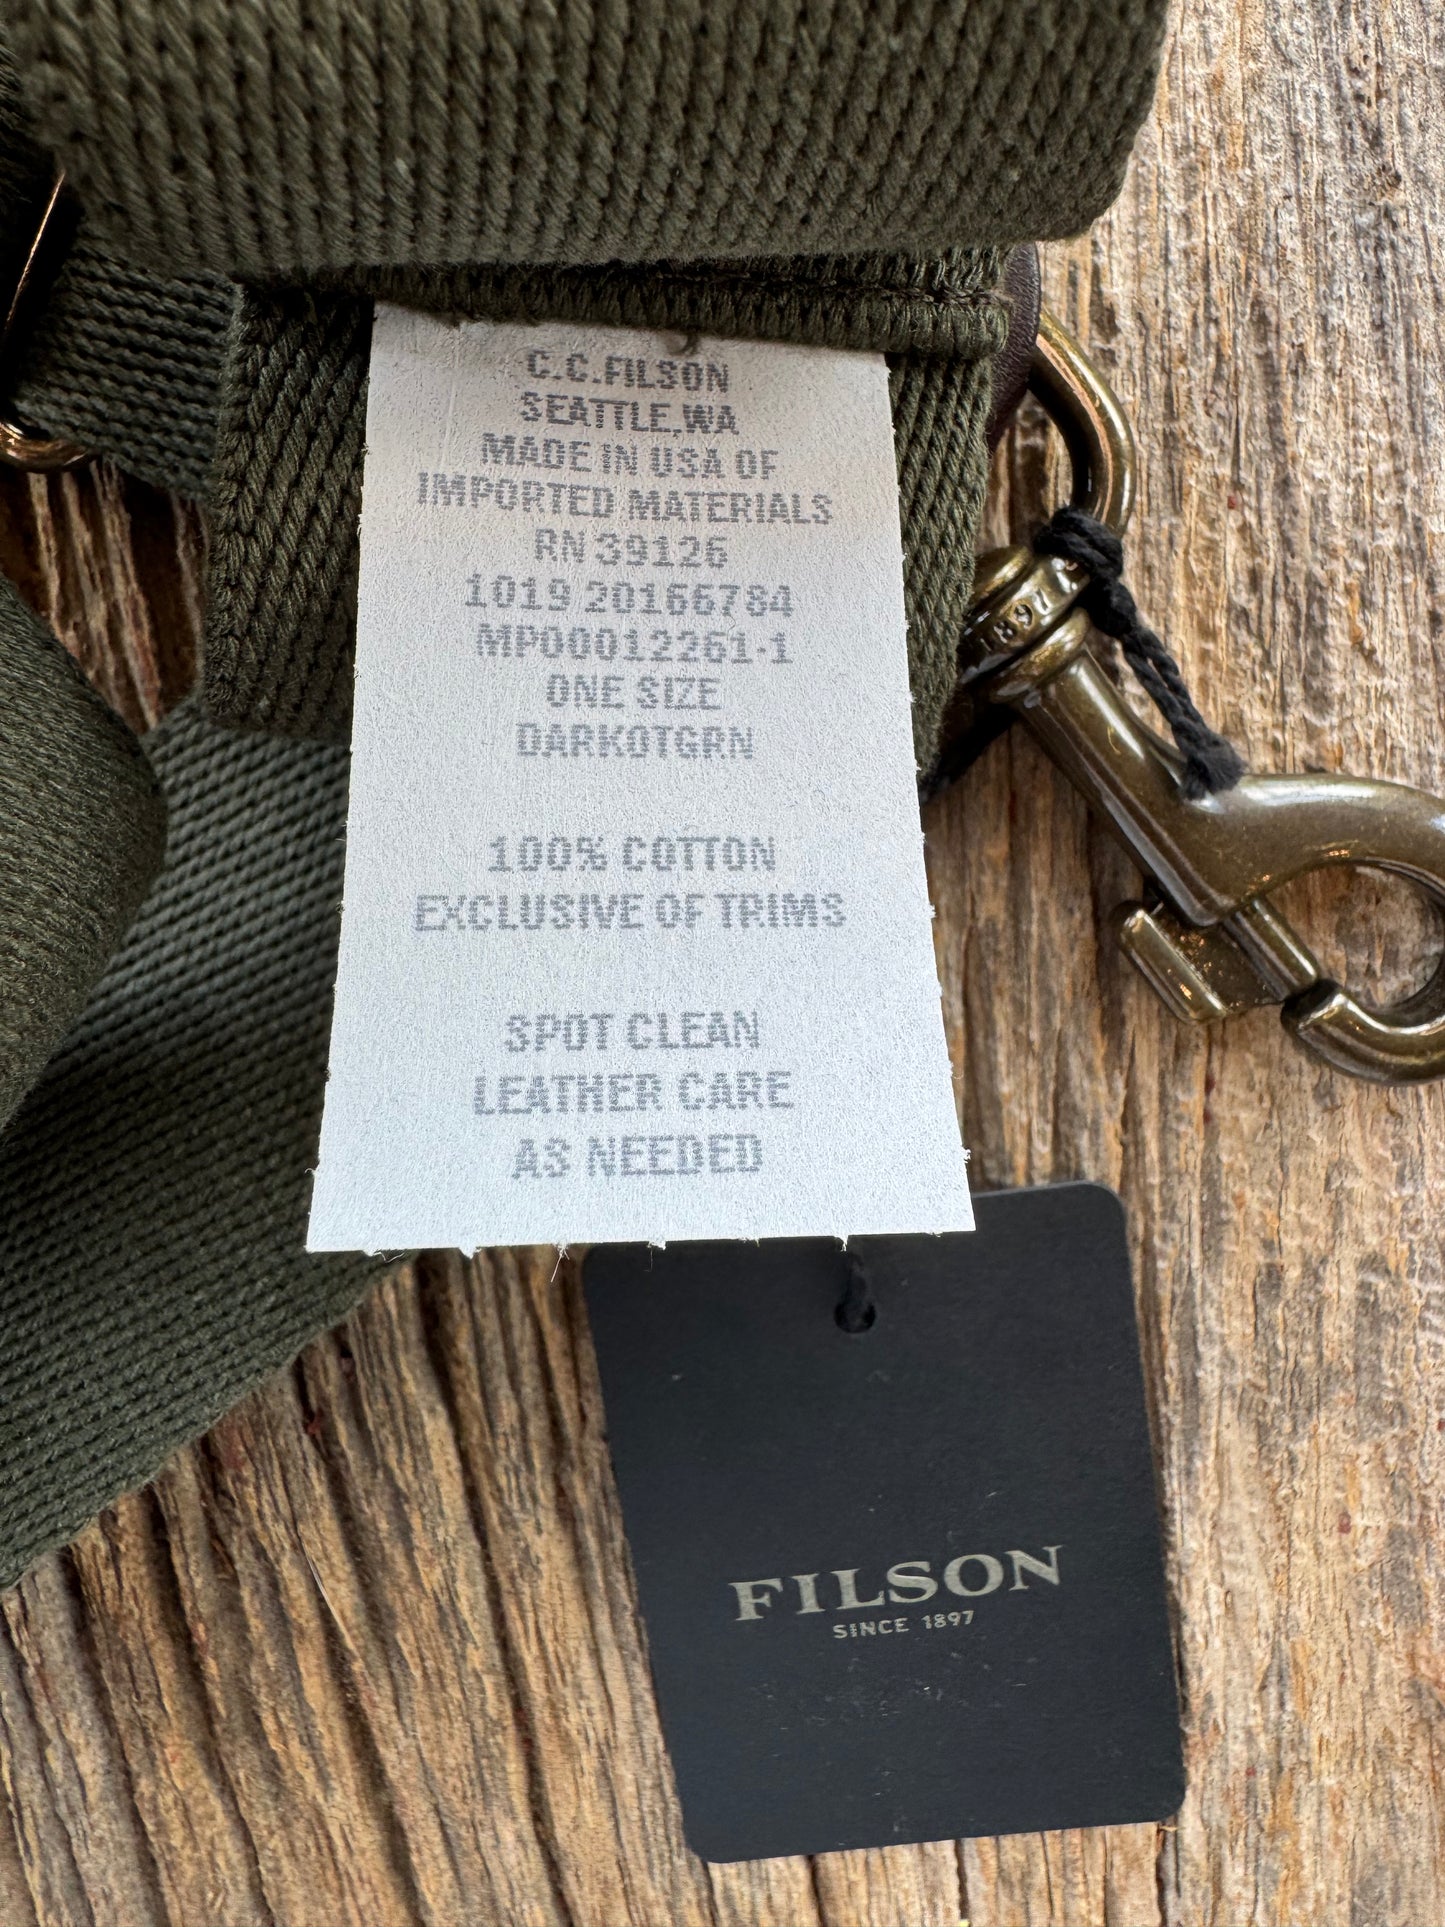 C.C.FILSON
SEATTLE,WA
MADE IN USA OF
IMPORTED MATERIALS
RN 39126
1019 20166784
MP00012261-1
ONE SIZE
DARKOTGRN
100% COTTON
EXCLUSIVE OF TRIMS
SPOT CLEAN
LEATHER CARE
AS NEEDED
FILSON
SINCE 1897